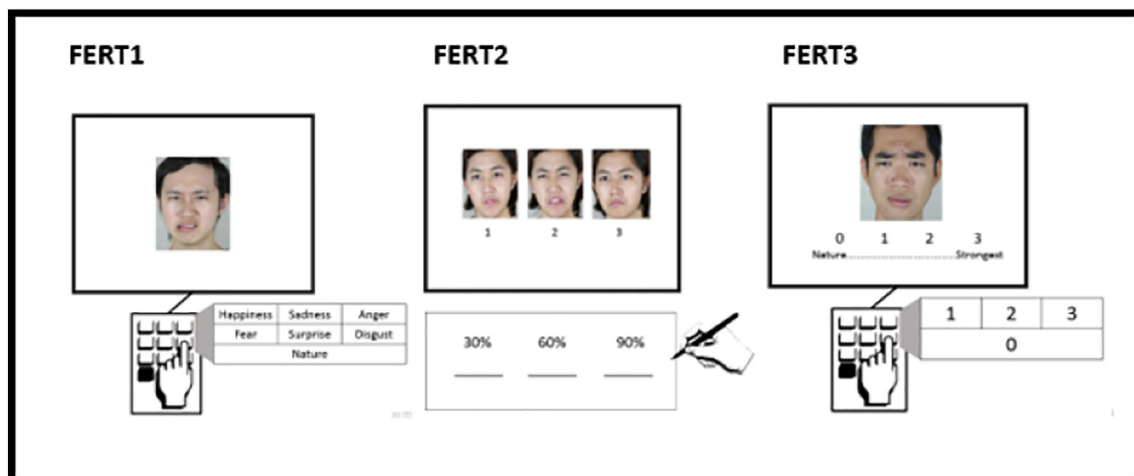 FERT1
FERT2
FERT3
1 2 3
0 1 2 3
Nature Strongest
Happiness Sadness Anger
Fear Surprise Disgust
Nature
30% 60% 90%
1 2 3
0